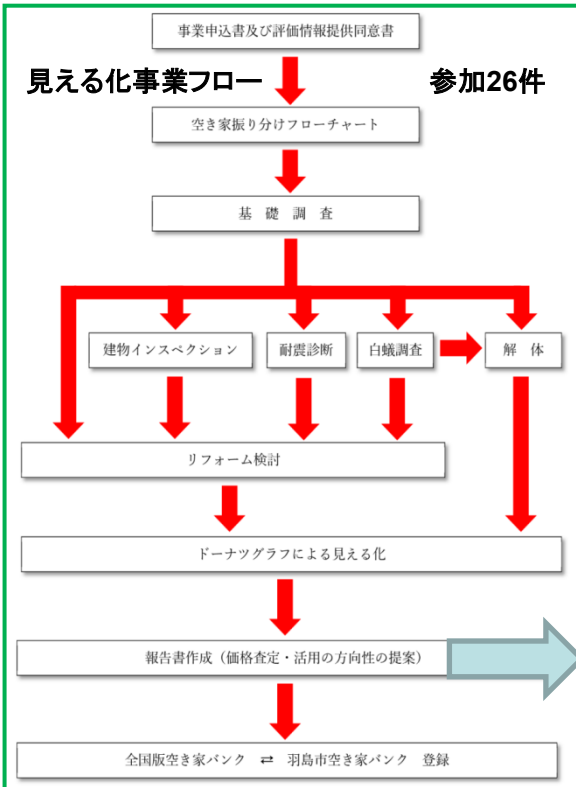 事業申込書及び評価情報提供同意書
見える化事業フロー
参加26件
空き家振り分けフローチャート
基 礎 調 査
建物インスペクション
耐震診断
白蟻調査
解 体
リフォーム検討
ドーナツグラフによる見える化
報告書作成（価格査定・活用の方向性の提案）
全国版空き家バンク ⇄ 羽島市空き家バンク 登録